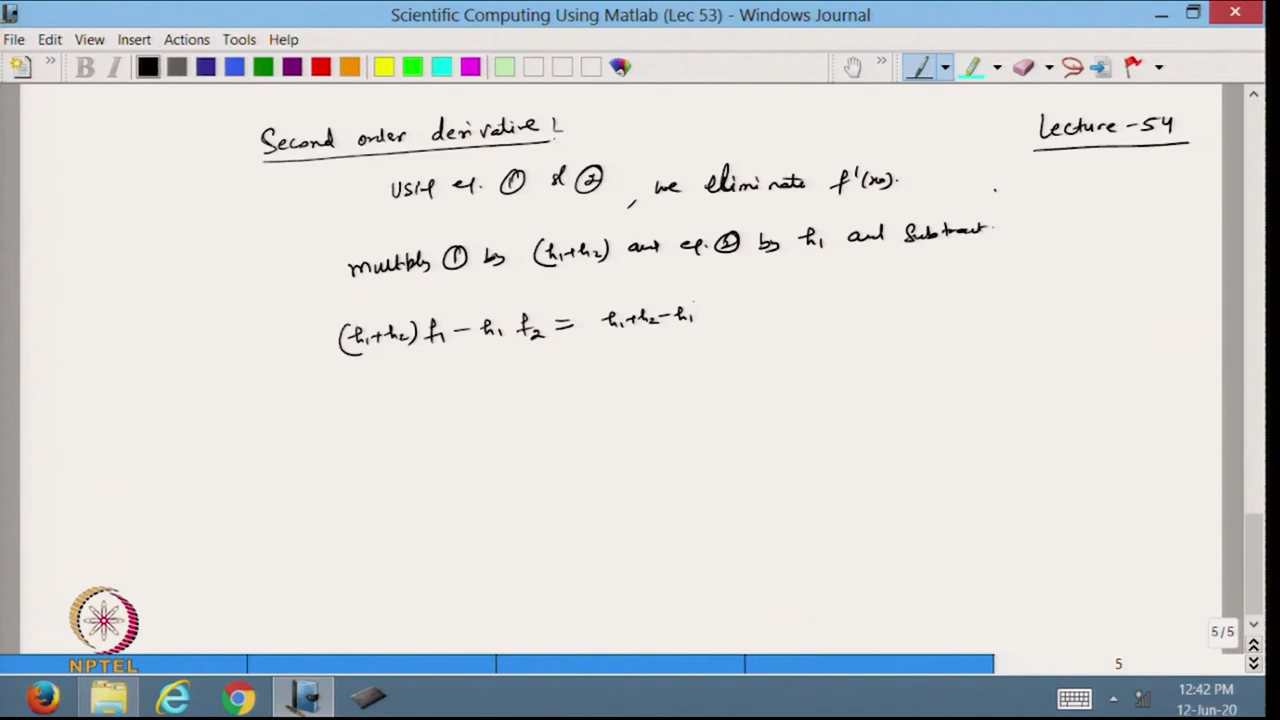 Scientific Computing Using Matlab (Lec 53) - Windows Journal
File Edit View Insert Actions Tools Help
Second order derivative :
Lecture - 54
Using eq. ① & ②, we eliminate f'(x₀).
multiply ① by (h₁+h₂) and eq. ② by h₁ and subtract.
(h₁+h₂) f₁ - h₁ f₂ = h₁+h₂-h₁
5/5
NPTEL
5
12:42 PM
12-Jun-20